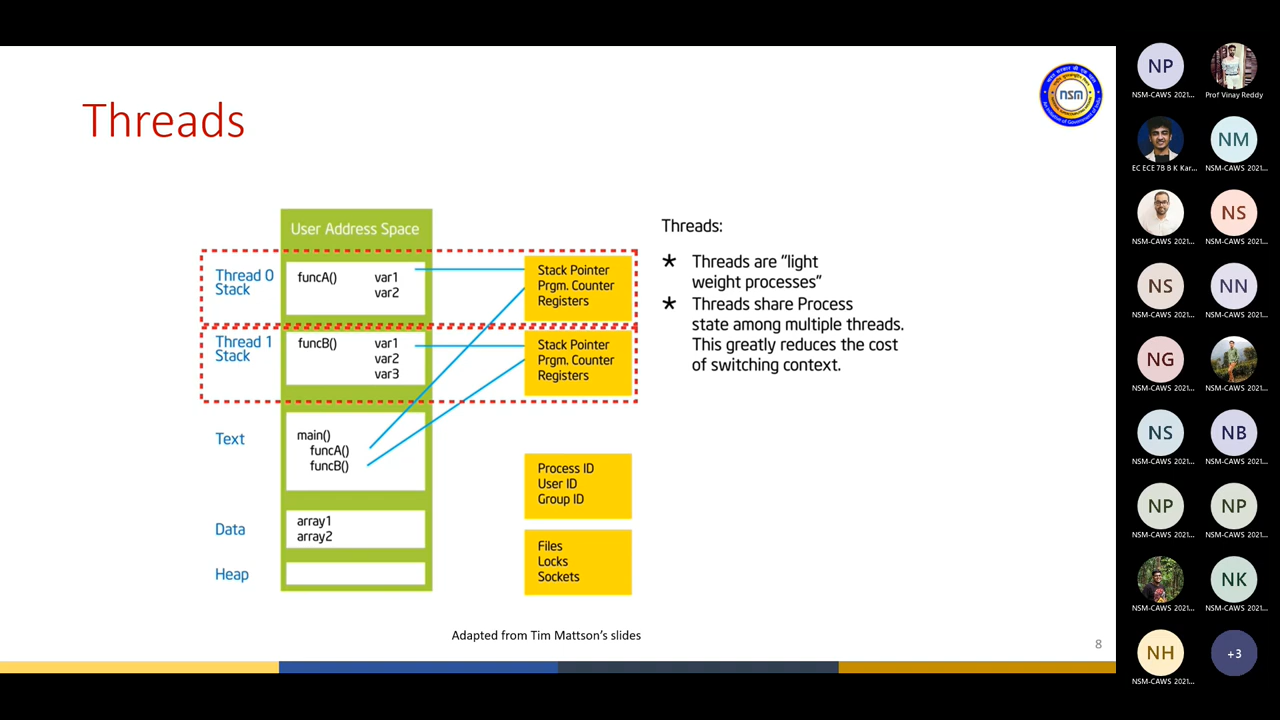 Threads
nsm
User Address Space
Thread 0
Stack
funcA()
var1
var2
Stack Pointer
Prgm. Counter
Registers
Thread 1
Stack
funcB()
var1
var2
var3
Stack Pointer
Prgm. Counter
Registers
Text
main()
funcA()
funcB()
Data
array1
array2
Heap
Process ID
User ID
Group ID
Files
Locks
Sockets
Threads:
* Threads are "light
weight processes"
* Threads share Process
state among multiple threads.
This greatly reduces the cost
of switching context.
Adapted from Tim Mattson's slides
8
NP
NSM-CAWS 2021...
Prof Vinay Reddy
EC ECE 7B B K Kar...
NM
NSM-CAWS 2021...
NSM-CAWS 2021...
NS
NSM-CAWS 2021...
NS
NSM-CAWS 2021...
NN
NSM-CAWS 2021...
NG
NSM-CAWS 2021...
NSM-CAWS 2021...
NS
NSM-CAWS 2021...
NB
NSM-CAWS 2021...
NP
NSM-CAWS 2021...
NP
NSM-CAWS 2021...
NSM-CAWS 2021...
NK
NSM-CAWS 2021...
NH
NSM-CAWS 2021...
+3